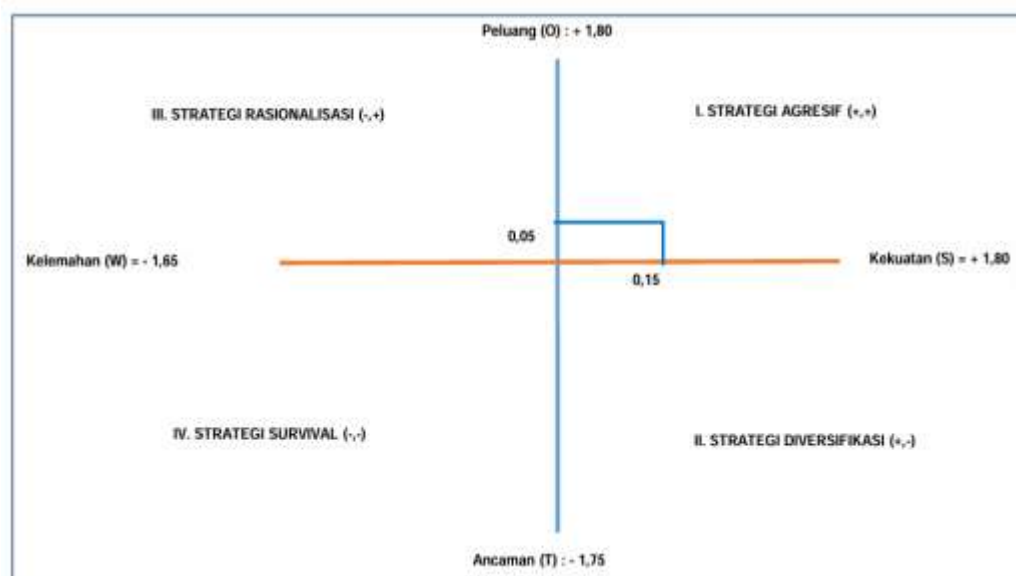 Peluang (O) : + 1,80
III. STRATEGI RASIONALISASI (-,+)
I. STRATEGI AGRESIF (+,+)
0,05
Kelemahan (W) = - 1,65
Kekuatan (S) = + 1,80
0,15
IV. STRATEGI SURVIVAL (-,-)
II. STRATEGI DIVERSIFIKASI (+,-)
Ancaman (T) : - 1,75